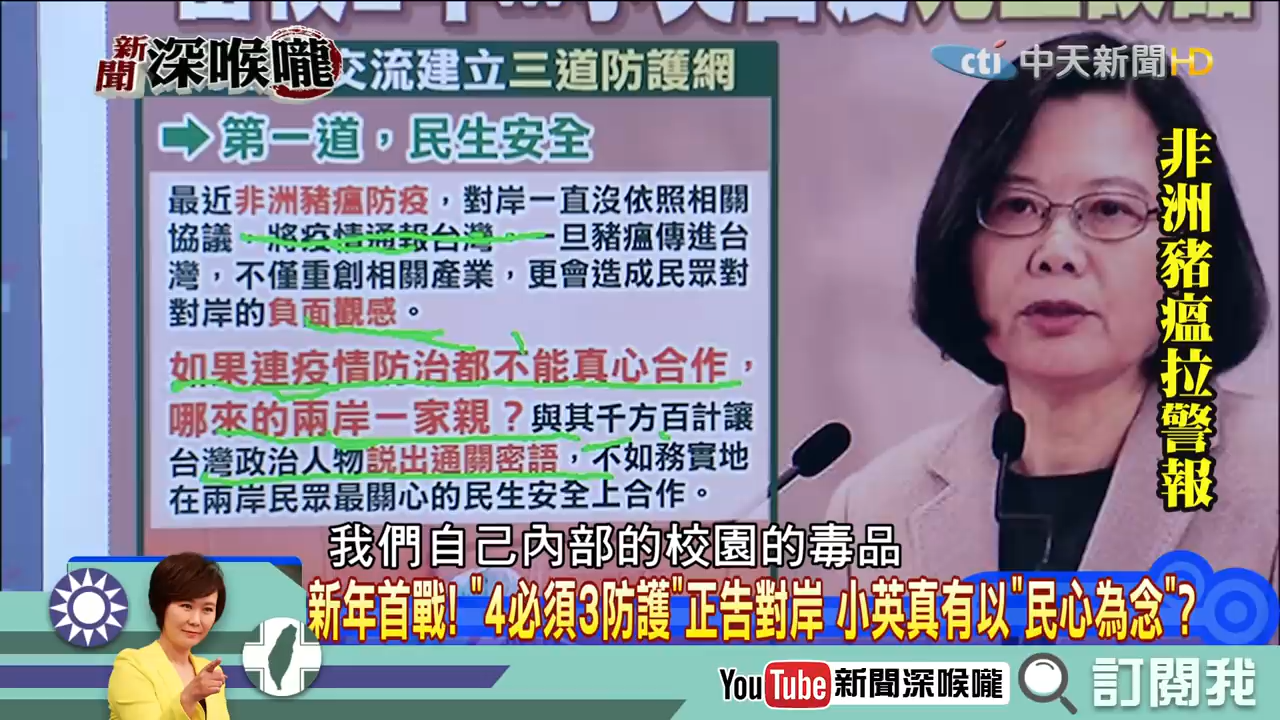 新聞深喉嚨
cti 中天新聞HD
交流建立三道防護網
第一道，民生安全
最近非洲豬瘟防疫，對岸一直沒依照相關
協議，將疫情通報台灣。一旦豬瘟傳進台
灣，不僅重創相關產業，更會造成民眾對
對岸的負面觀感。
如果連疫情防治都不能真心合作，
哪來的兩岸一家親？與其千方百計讓
台灣政治人物說出通關密語，不如務實地
在兩岸民眾最關心的民生安全上合作。
非洲豬瘟拉警報
我們自己內部的校園的毒品
新年首戰! "4必須3防護"正告對岸 小英真有以"民心為念"?
YouTube 新聞深喉嚨 訂閱我